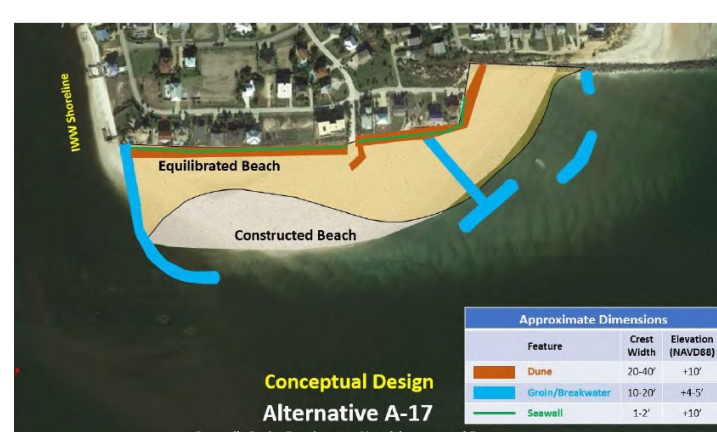 IWW Shoreline
Equilibrated Beach
Constructed Beach
Conceptual Design
Alternative A-17
Approximate Dimensions
Feature Crest Width Elevation (NAVD88)
Dune 20-40' +10'
Groin/Breakwater 10-20' +4-5'
Seawall 1-2' +10'